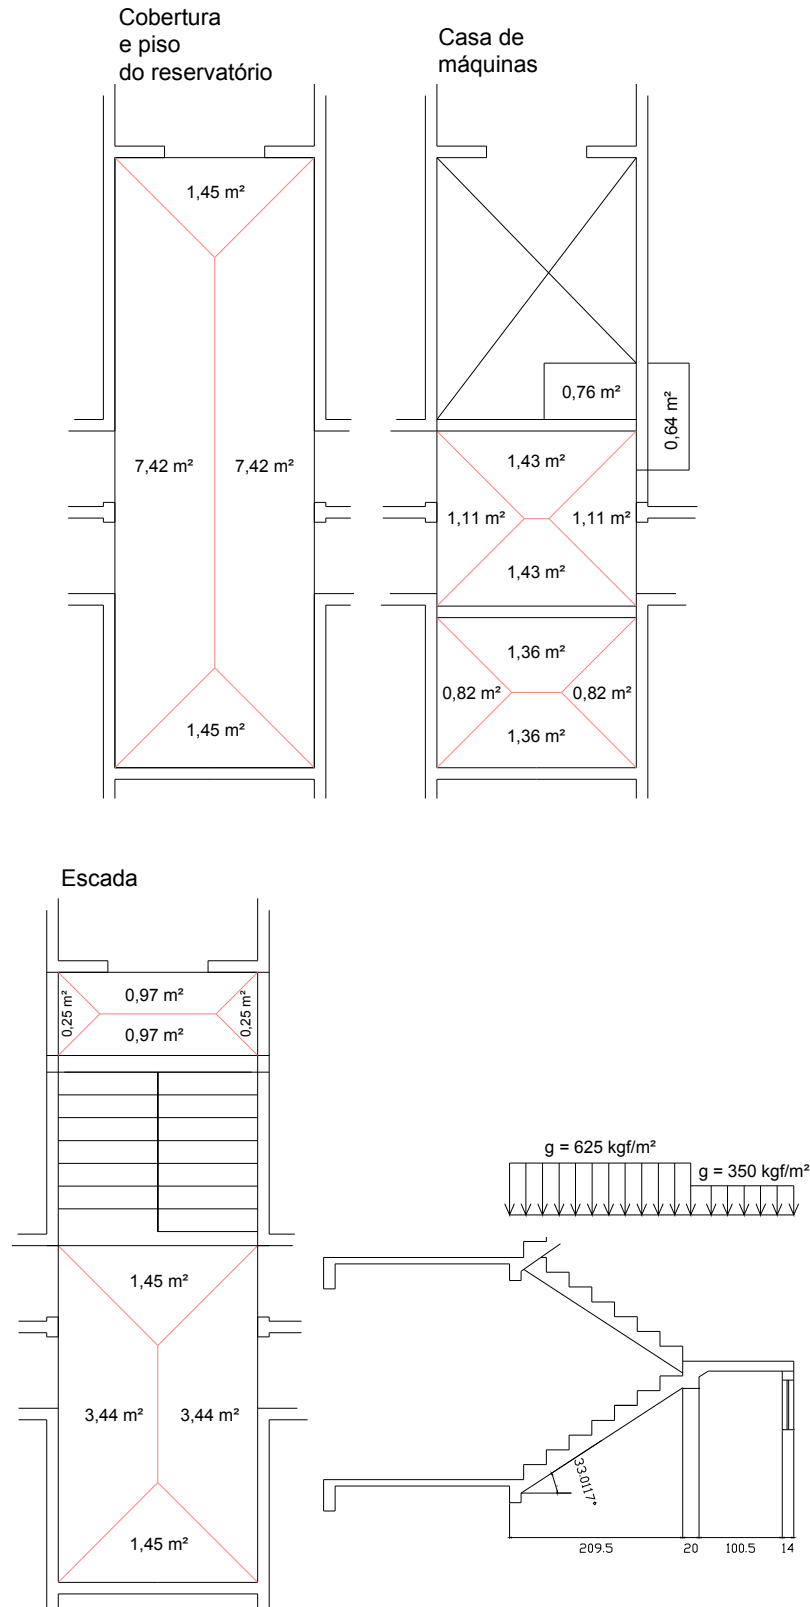 Cobertura
e piso
do reservatório
1,45 m²
7,42 m²
7,42 m²
1,45 m²
Casa de
máquinas
0,76 m²
0,64 m²
1,43 m²
1,11 m²
1,11 m²
1,43 m²
1,36 m²
0,82 m²
0,82 m²
1,36 m²
Escada
0,97 m²
0,25 m²
0,25 m²
0,97 m²
1,45 m²
3,44 m²
3,44 m²
1,45 m²
g = 625 kgf/m²
g = 350 kgf/m²
33.0117°
209.5
20
100.5
14